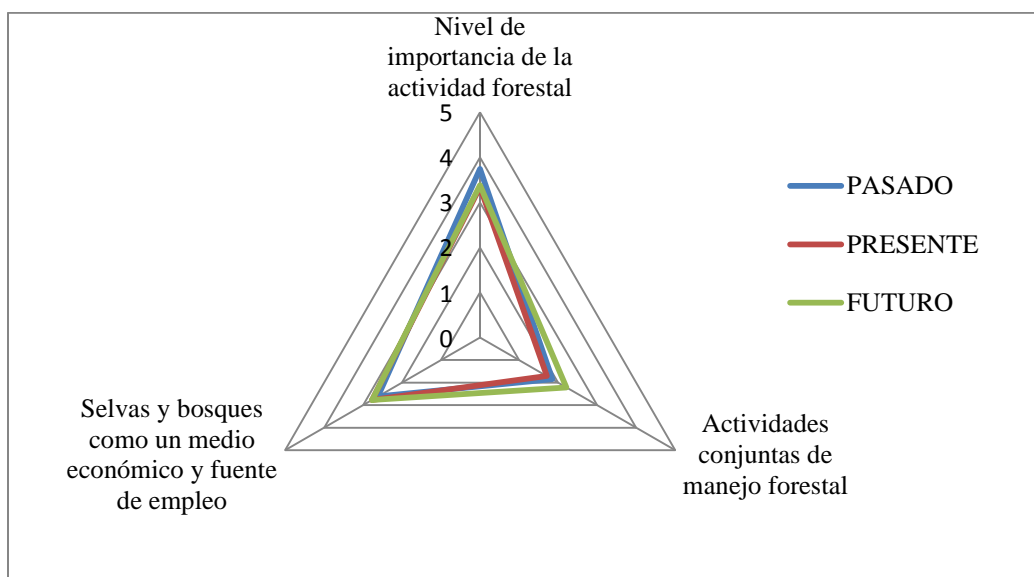 Nivel de
importancia de la
actividad forestal
5
4
3
2
1
0
PASADO
PRESENTE
FUTURO
Selvas y bosques
como un medio
económico y fuente
de empleo
Actividades
conjuntas de
manejo forestal